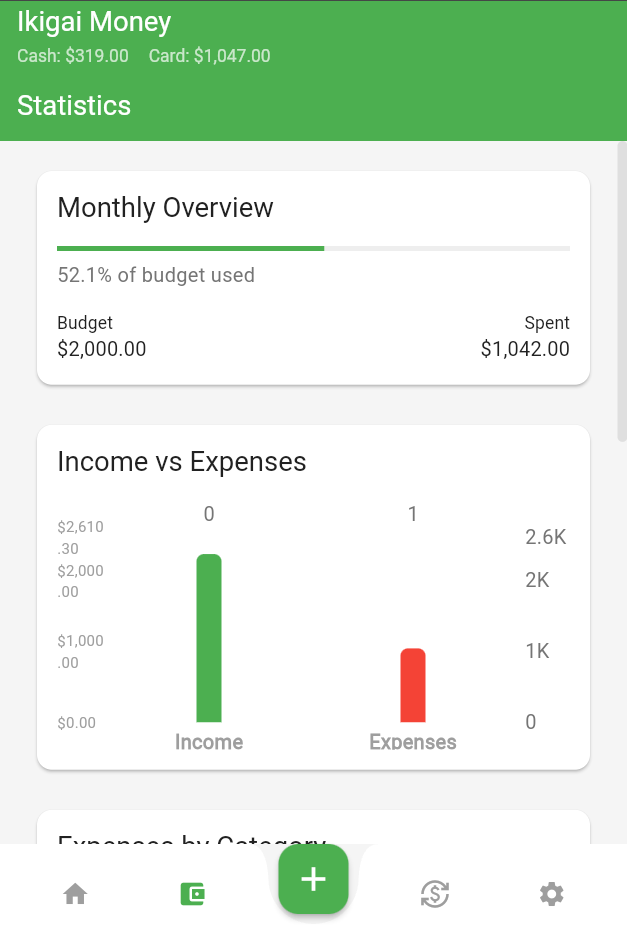 Ikigai Money
Cash: $319.00 Card: $1,047.00
Statistics
Monthly Overview
52.1% of budget used
Budget Spent
$2,000.00 $1,042.00
Income vs Expenses
0 1
$2,610
.30
2.6K
$2,000
.00
2K
$1,000
.00
1K
$0.00 0
Income Expenses
Expenses by Category